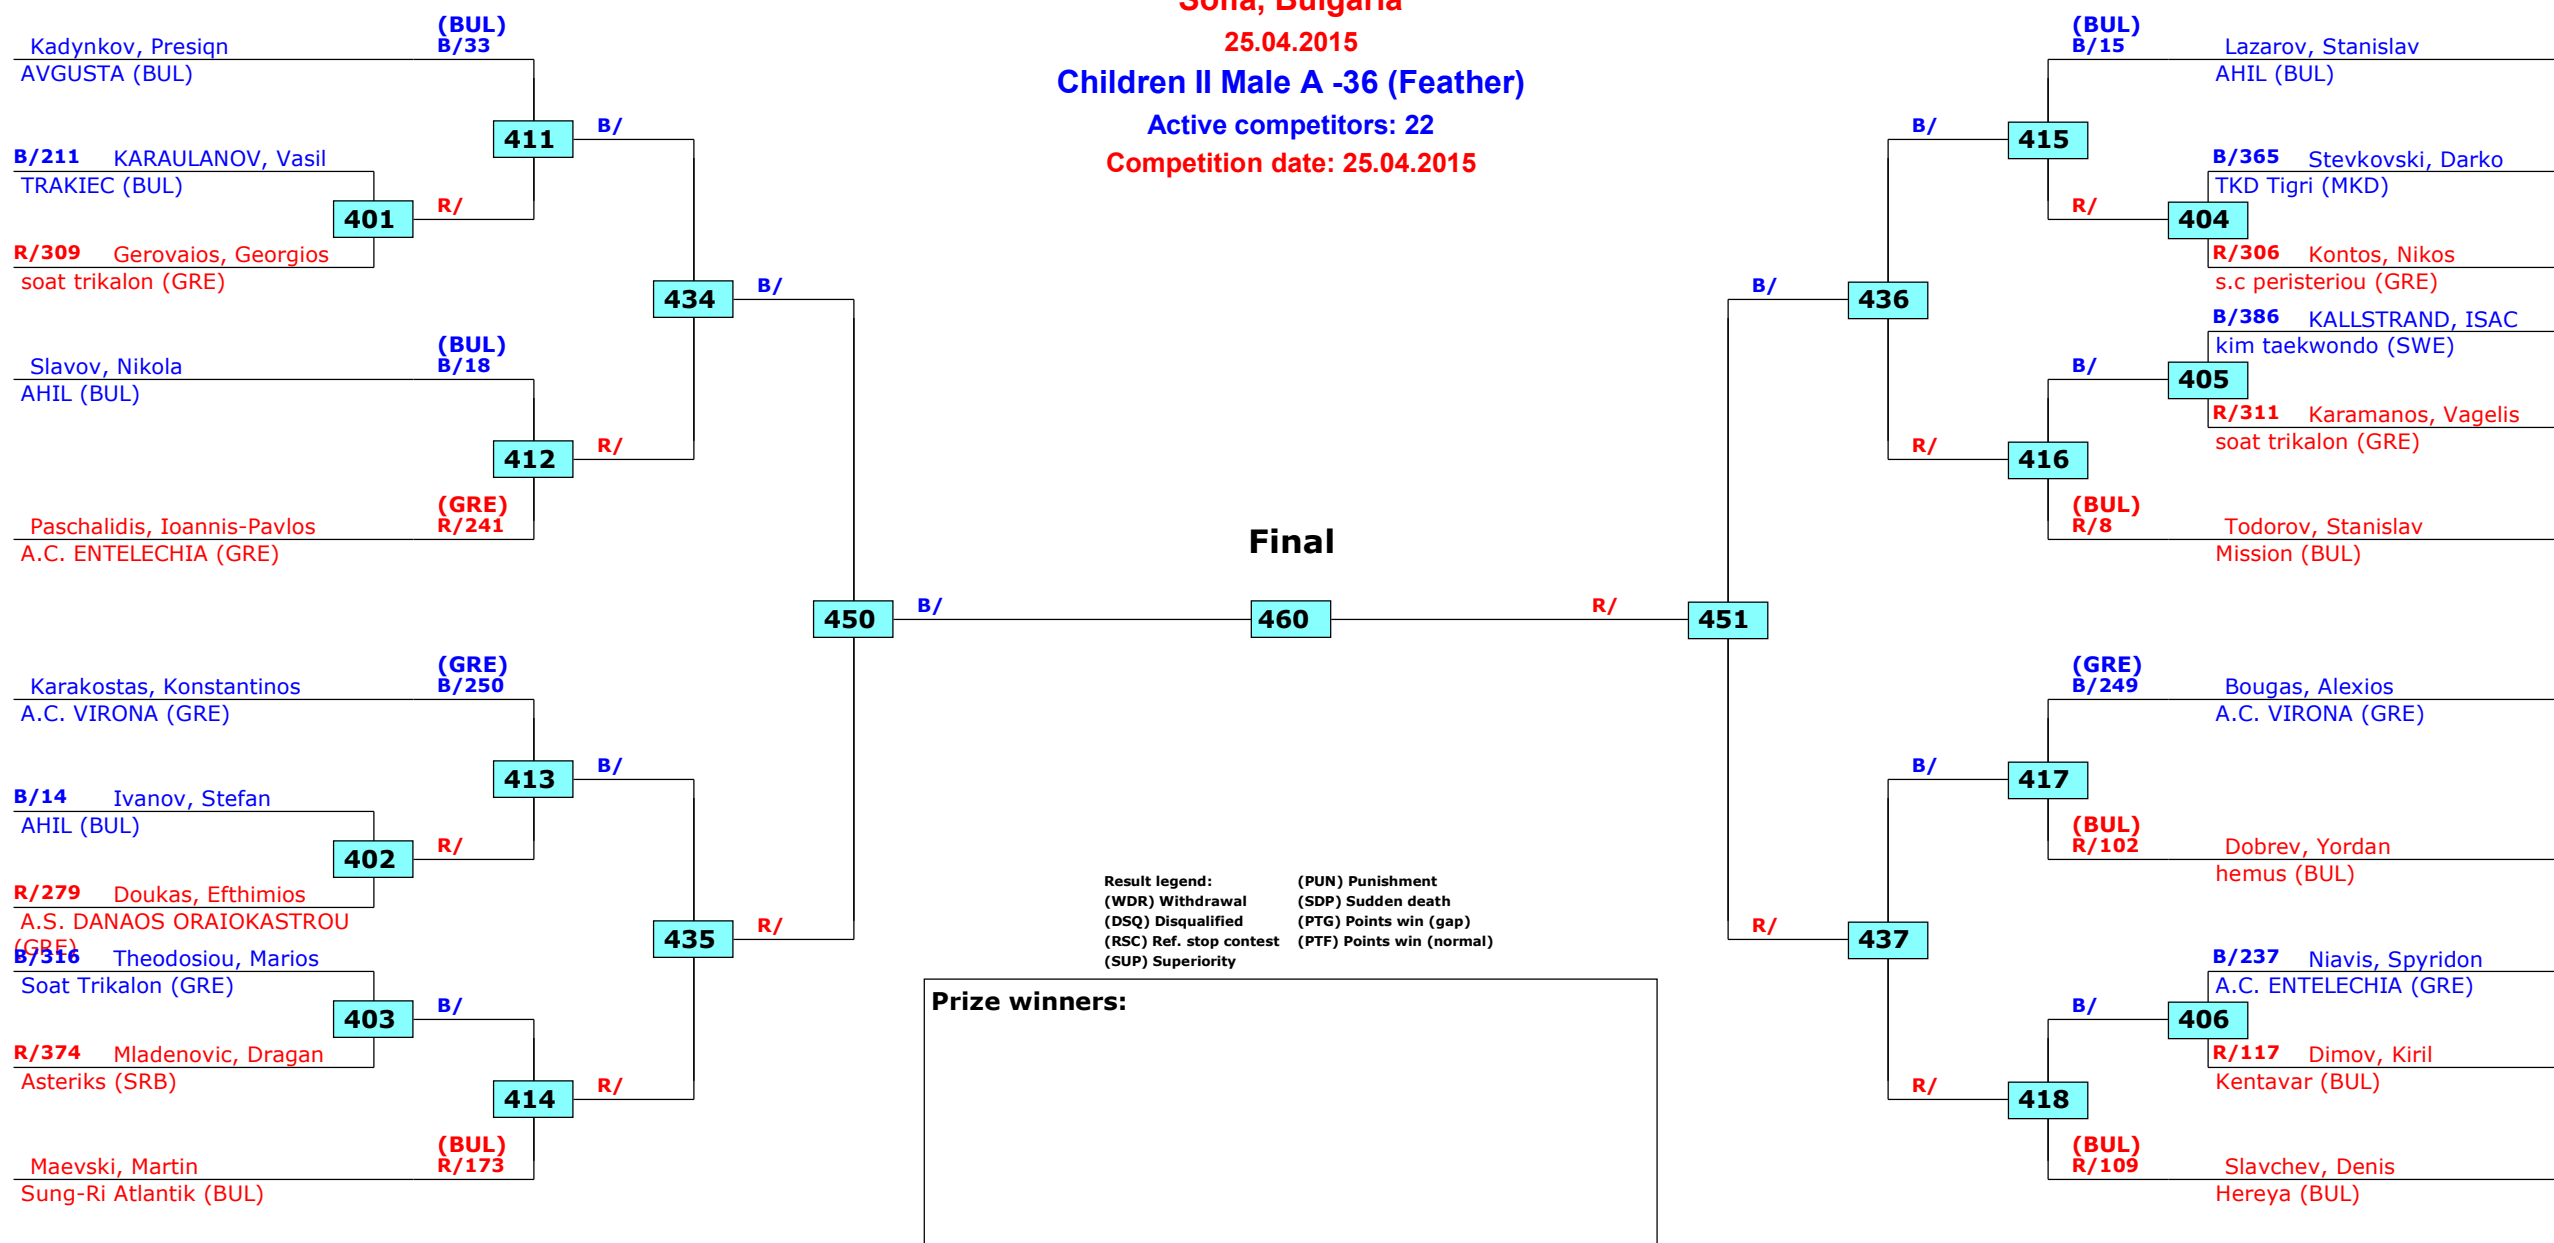 Sofia, Bulgaria
25.04.2015
Children II Male A -36 (Feather)
Active competitors: 22
Competition date: 25.04.2015
(BUL)
Kadynkov, Presiqn B/33
AVGUSTA (BUL)
411
B/
B/211 KARAULANOV, Vasil
TRAKIEC (BUL)
401
R/
R/309 Gerovaios, Georgios
soat trikalon (GRE)
434
B/
(BUL)
Slavov, Nikola B/18
AHIL (BUL)
412
R/
(GRE)
Paschalidis, Ioannis-Pavlos R/241
A.C. ENTELECHIA (GRE)
450
B/
(GRE)
Karakostas, Konstantinos B/250
A.C. VIRONA (GRE)
413
B/
B/14 Ivanov, Stefan
AHIL (BUL)
402
R/
R/279 Doukas, Efthimios
A.S. DANAOS ORAIOKASTROU
(GRE)
435
R/
B/316 Theodosiou, Marios
Soat Trikalon (GRE)
403
B/
R/374 Mladenovic, Dragan
Asteriks (SRB)
414
R/
(BUL)
Maevski, Martin R/173
Sung-Ri Atlantik (BUL)
Final
460
R/
451
(BUL)
B/15 Lazarov, Stanislav
AHIL (BUL)
B/
415
B/365 Stevkovski, Darko
TKD Tigri (MKD)
R/
404
R/306 Kontos, Nikos
s.c peristeriou (GRE)
B/
436
B/386 KALLSTRAND, ISAC
kim taekwondo (SWE)
B/
405
R/311 Karamanos, Vagelis
soat trikalon (GRE)
R/
416
(BUL)
R/8 Todorov, Stanislav
Mission (BUL)
(GRE)
B/249 Bougas, Alexios
A.C. VIRONA (GRE)
B/
417
(BUL)
R/102 Dobrev, Yordan
hemus (BUL)
R/
437
B/237 Niavis, Spyridon
A.C. ENTELECHIA (GRE)
B/
406
R/117 Dimov, Kiril
Kentavar (BUL)
R/
418
(BUL)
R/109 Slavchev, Denis
Hereya (BUL)
Result legend: (PUN) Punishment
(WDR) Withdrawal (SDP) Sudden death
(DSQ) Disqualified (PTG) Points win (gap)
(RSC) Ref. stop contest (PTF) Points win (normal)
(SUP) Superiority
Prize winners: